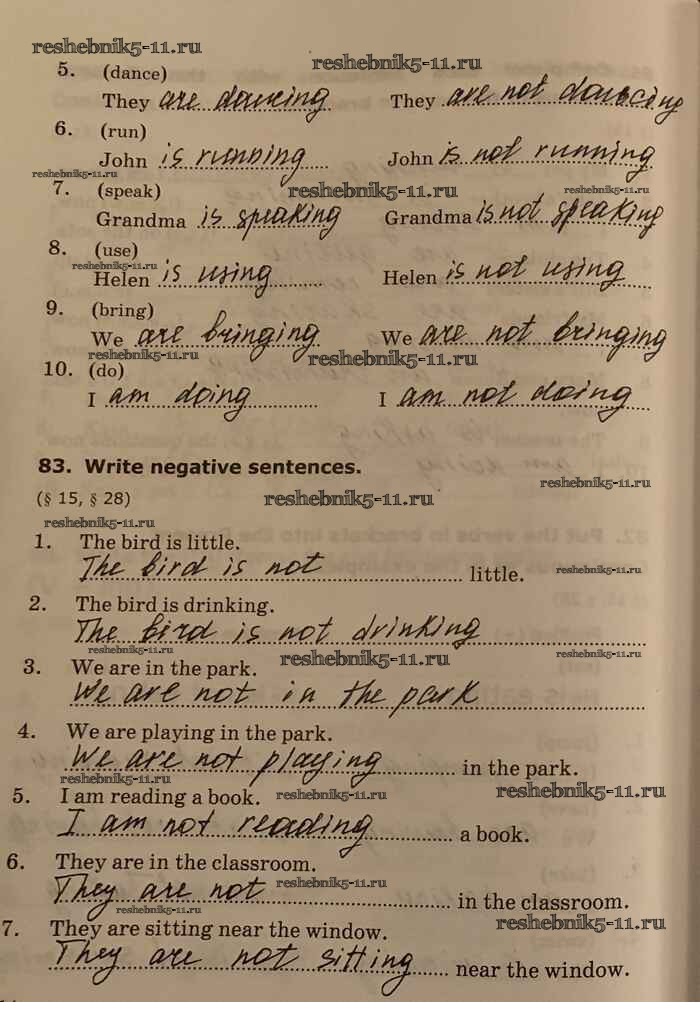 reshebnik5-11.ru reshebnik5-11.ru
5. (dance)
They are dancing They are not dancing
6. (run)
John is running John is not running
reshebnik5-11.ru
7. (speak) reshebnik5-11.ru reshebnik5-11.ru
Grandma is speaking Grandma is not speaking
8. (use)
reshebnik5-11.ru
Helen is using Helen is not using
9. (bring)
We are bringing We are not bringing
reshebnik5-11.ru reshebnik5-11.ru
10. (do)
I am doing I am not doing
83. Write negative sentences.
reshebnik5-11.ru
(§ 15, § 28) reshebnik5-11.ru
reshebnik5-11.ru
1. The bird is little.
The bird is not little.
reshebnik5-11.ru
2. The bird is drinking.
The bird is not drinking
reshebnik5-11.ru reshebnik5-11.ru reshebnik5-11.ru
3. We are in the park.
We are not in the park
4. We are playing in the park.
We are not playing in the park.
reshebnik5-11.ru reshebnik5-11.ru
5. I am reading a book. reshebnik5-11.ru
I am not reading a book.
6. They are in the classroom.
They are not in the classroom.
reshebnik5-11.ru
reshebnik5-11.ru reshebnik5-11.ru
7. They are sitting near the window.
They are not sitting near the window.